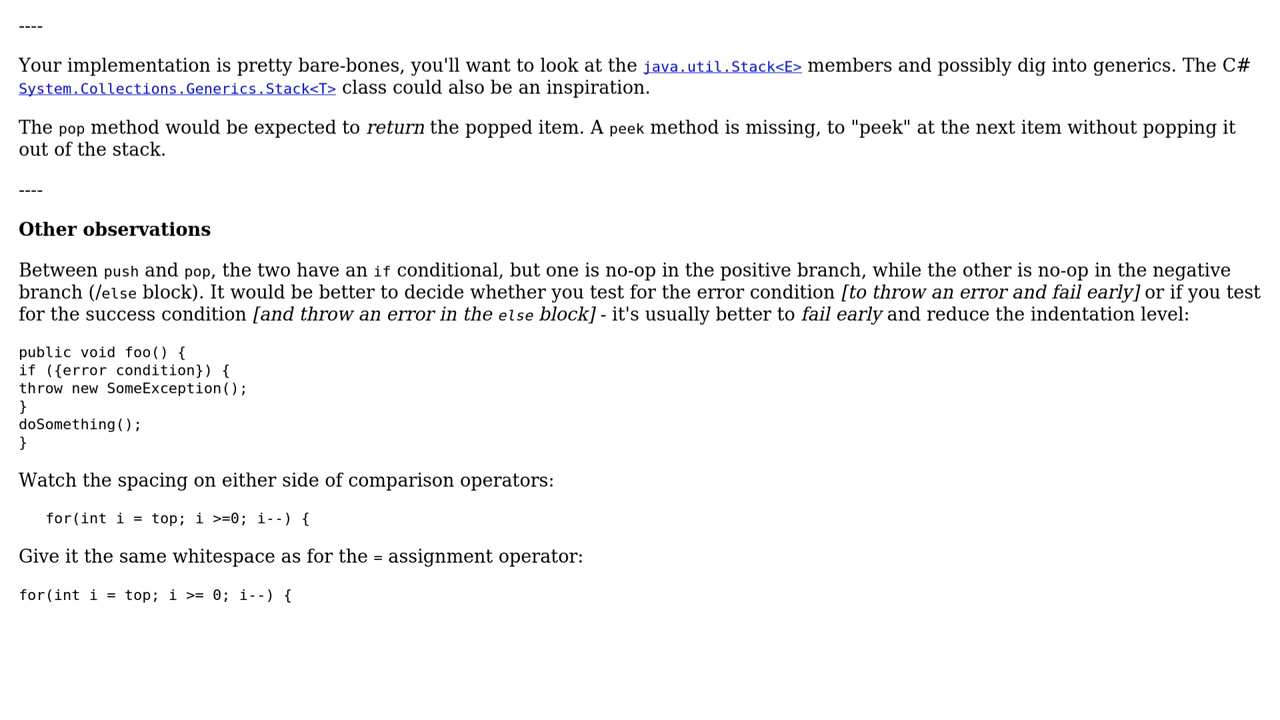 ----
Your implementation is pretty bare-bones, you'll want to look at the java.util.Stack<E> members and possibly dig into generics. The C#
System.Collections.Generics.Stack<T> class could also be an inspiration.
The pop method would be expected to return the popped item. A peek method is missing, to "peek" at the next item without popping it
out of the stack.
----
Other observations
Between push and pop, the two have an if conditional, but one is no-op in the positive branch, while the other is no-op in the negative
branch (/else block). It would be better to decide whether you test for the error condition [to throw an error and fail early] or if you test
for the success condition [and throw an error in the else block] - it's usually better to fail early and reduce the indentation level:
public void foo() {
if ({error condition}) {
throw new SomeException();
}
doSomething();
}
Watch the spacing on either side of comparison operators:
for(int i = top; i >=0; i--) {
Give it the same whitespace as for the = assignment operator:
for(int i = top; i >= 0; i--) {